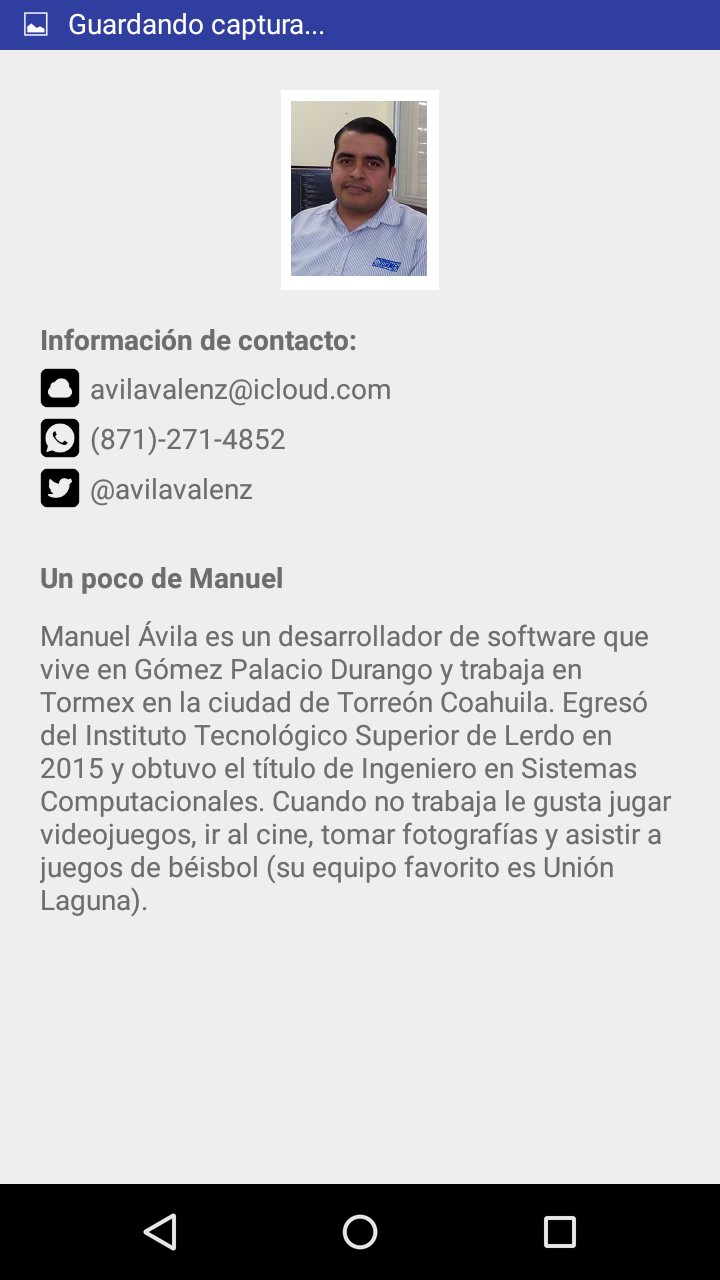 Guardando captura...
Información de contacto:
avilavalenz@icloud.com
(871)-271-4852
@avilavalenz
Un poco de Manuel
Manuel Ávila es un desarrollador de software que
vive en Gómez Palacio Durango y trabaja en
Tormex en la ciudad de Torreón Coahuila. Egresó
del Instituto Tecnológico Superior de Lerdo en
2015 y obtuvo el título de Ingeniero en Sistemas
Computacionales. Cuando no trabaja le gusta jugar
videojuegos, ir al cine, tomar fotografías y asistir a
juegos de béisbol (su equipo favorito es Unión
Laguna).